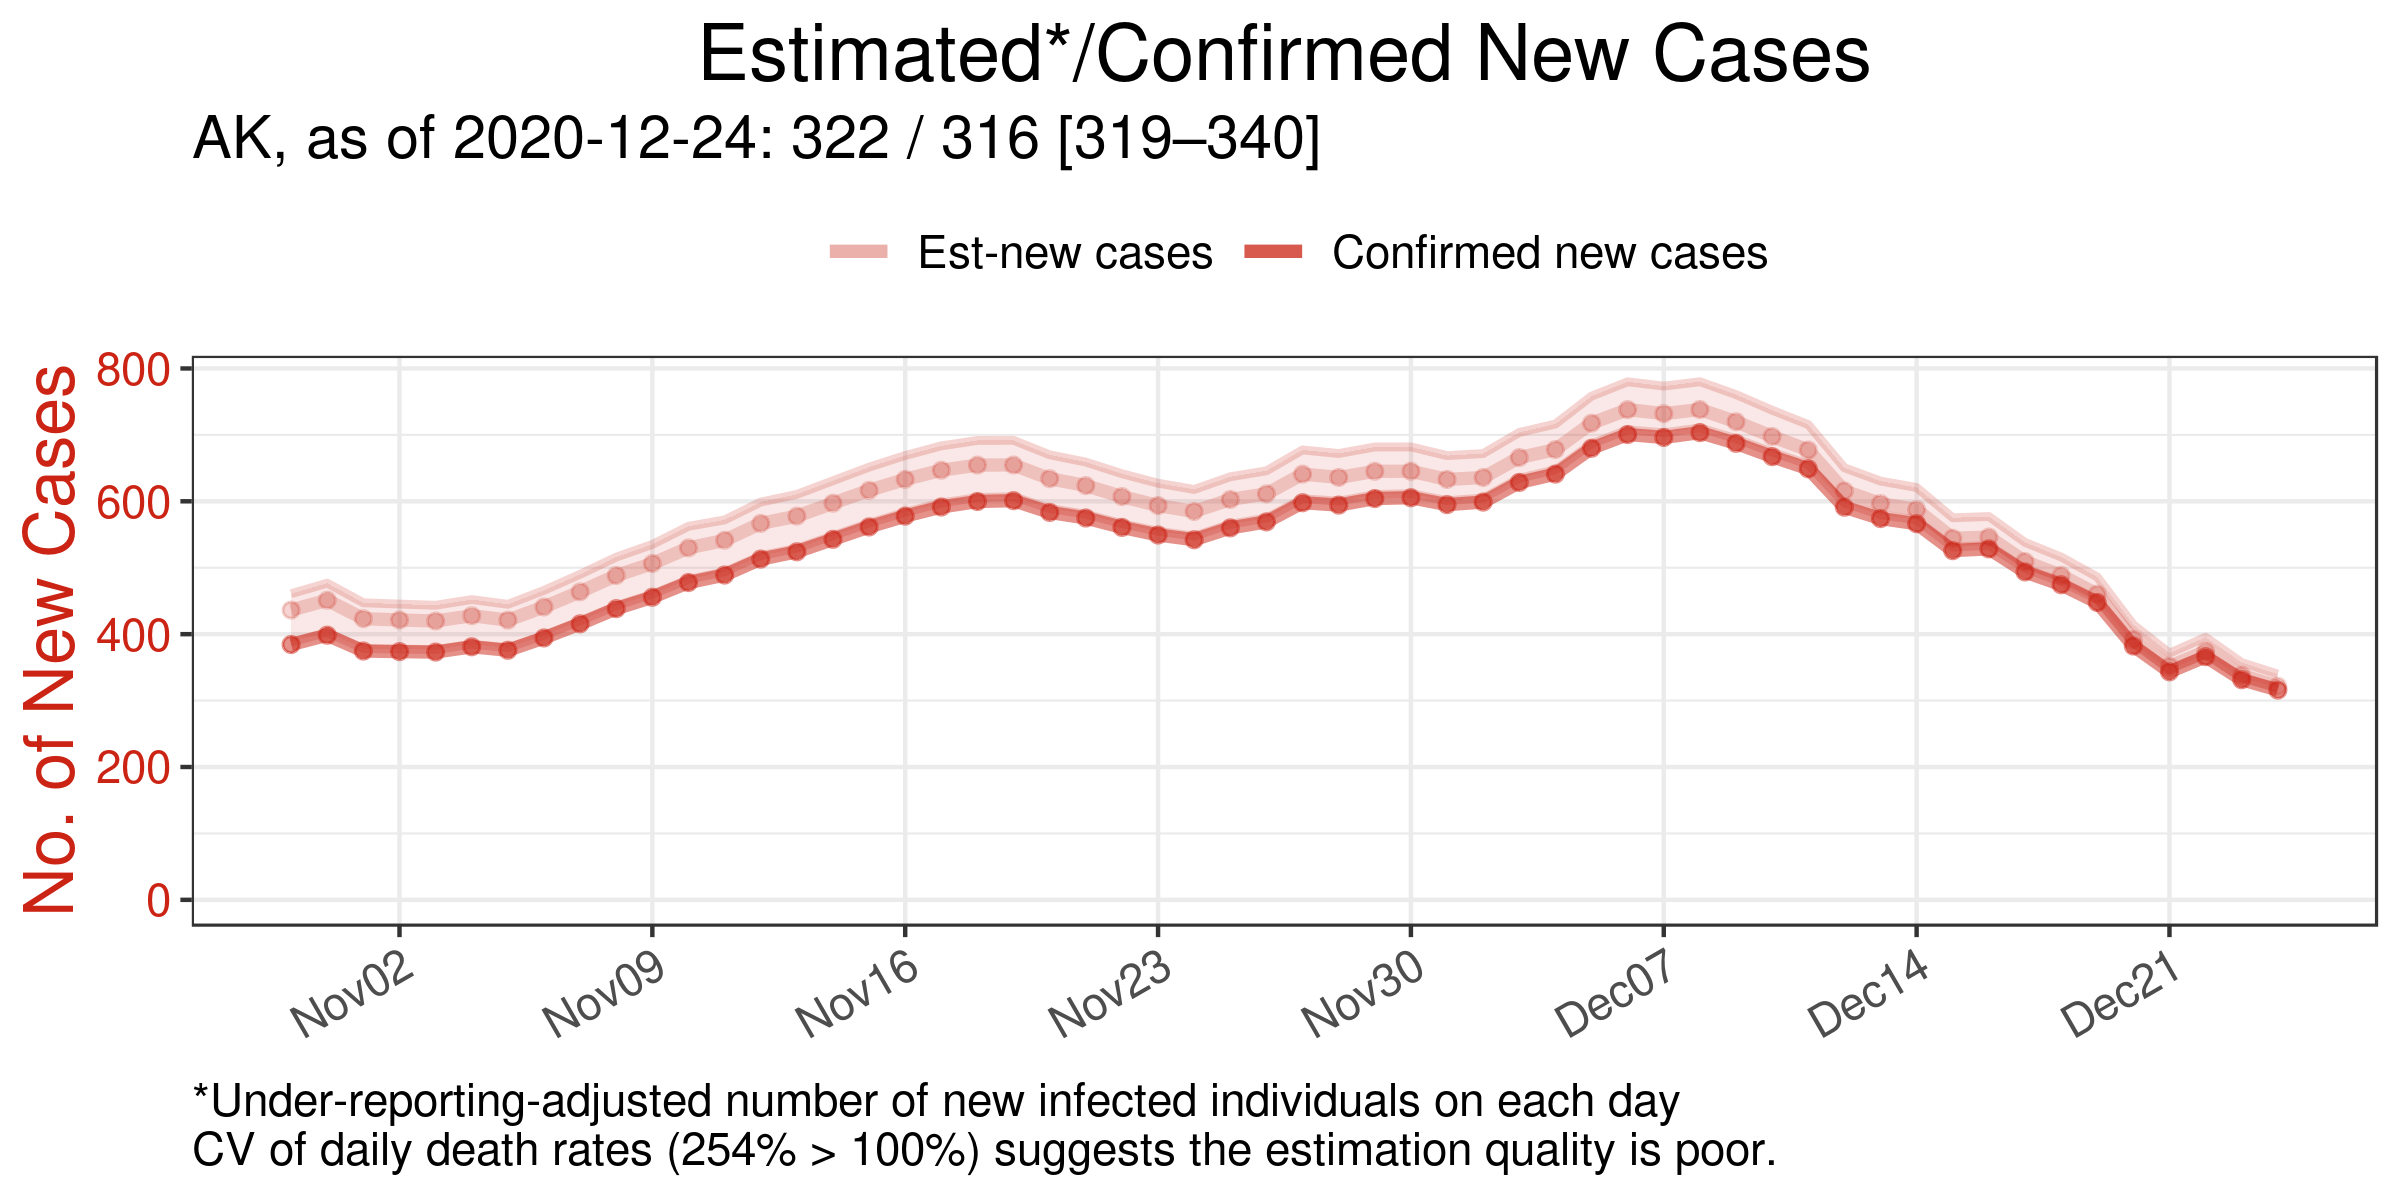 Estimated*/Confirmed New Cases
AK, as of 2020-12-24: 322 / 316 [319–340]
Est-new cases
Confirmed new cases
No. of New Cases
800
600
400
200
0
Nov02
Nov09
Nov16
Nov23
Nov30
Dec07
Dec14
Dec21
*Under-reporting-adjusted number of new infected individuals on each day
CV of daily death rates (254% > 100%) suggests the estimation quality is poor.